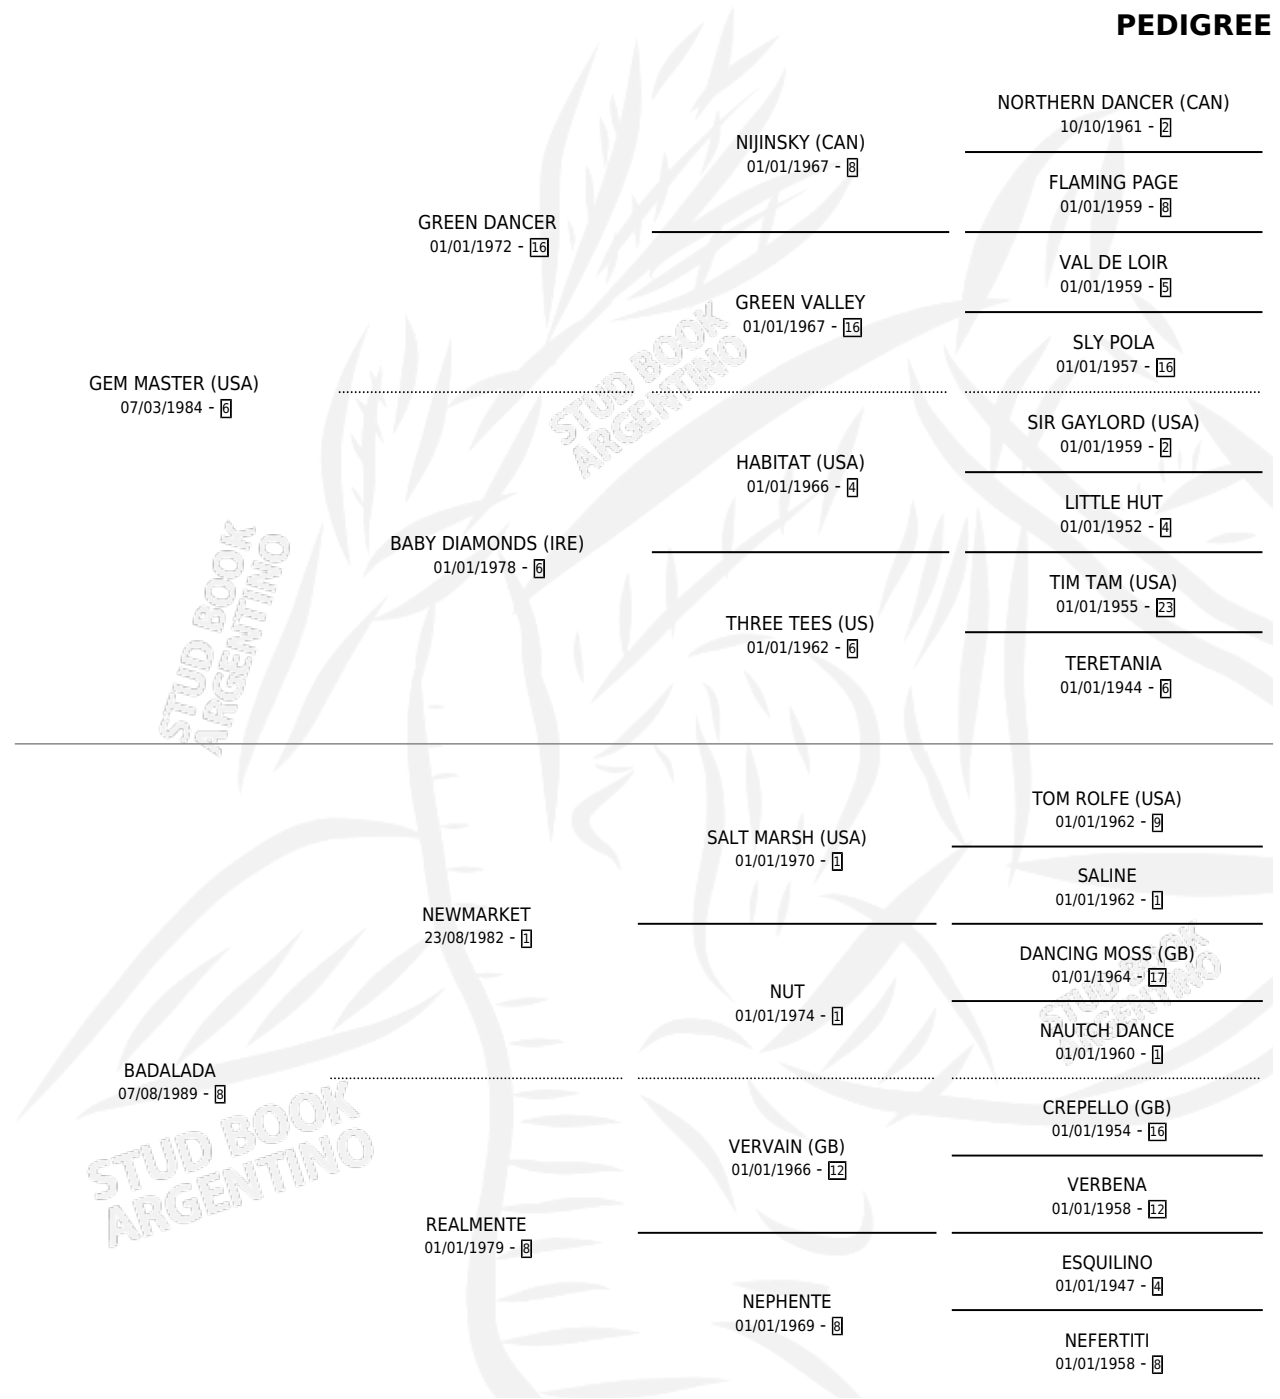 PEDIGREE
NORTHERN DANCER (CAN)
10/10/1961 - 2
NIJINSKY (CAN)
01/01/1967 - 8
FLAMING PAGE
01/01/1959 - 8
GREEN DANCER
01/01/1972 - 16
VAL DE LOIR
01/01/1959 - 5
GREEN VALLEY
01/01/1967 - 16
SLY POLA
01/01/1957 - 16
GEM MASTER (USA)
07/03/1984 - 6
STUD BOOK
ARGENTINO
SIR GAYLORD (USA)
01/01/1959 - 2
HABITAT (USA)
01/01/1966 - 4
LITTLE HUT
01/01/1952 - 4
BABY DIAMONDS (IRE)
01/01/1978 - 6
TIM TAM (USA)
01/01/1955 - 23
THREE TEES (US)
01/01/1962 - 6
TERETANIA
01/01/1944 - 6
STUD BOOK
ARGENTINO
TOM ROLFE (USA)
01/01/1962 - 9
SALT MARSH (USA)
01/01/1970 - 1
SALINE
01/01/1962 - 1
NEWMARKET
23/08/1982 - 1
DANCING MOSS (GB)
01/01/1964 - 17
NUT
01/01/1974 - 1
NAUTCH DANCE
01/01/1960 - 1
STUD BOOK
ARGENTINO
BADALADA
07/08/1989 - 8
CREPELLO (GB)
01/01/1954 - 16
VERVAIN (GB)
01/01/1966 - 12
VERBENA
01/01/1958 - 12
STUD BOOK
ARGENTINO
REALMENTE
01/01/1979 - 8
ESQUILINO
01/01/1947 - 4
NEPHENTE
01/01/1969 - 8
NEFERTITI
01/01/1958 - 8